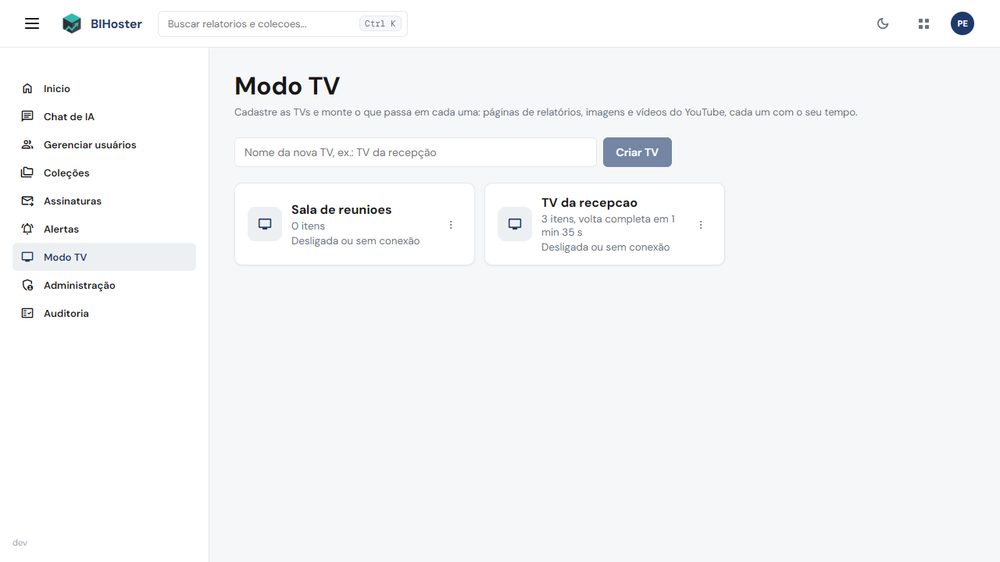 BIHoster
Buscar relatorios e colecoes...
Ctrl K
PE
Inicio
Chat de IA
Gerenciar usuários
Coleções
Assinaturas
Alertas
Modo TV
Administração
Auditoria
dev
Modo TV
Cadastre as TVs e monte o que passa em cada uma: páginas de relatórios, imagens e vídeos do YouTube, cada um com o seu tempo.
Nome da nova TV, ex.: TV da recepção
Criar TV
Sala de reunioes
0 itens
Desligada ou sem conexão
TV da recepcao
3 itens, volta completa em 1
min 35 s
Desligada ou sem conexão